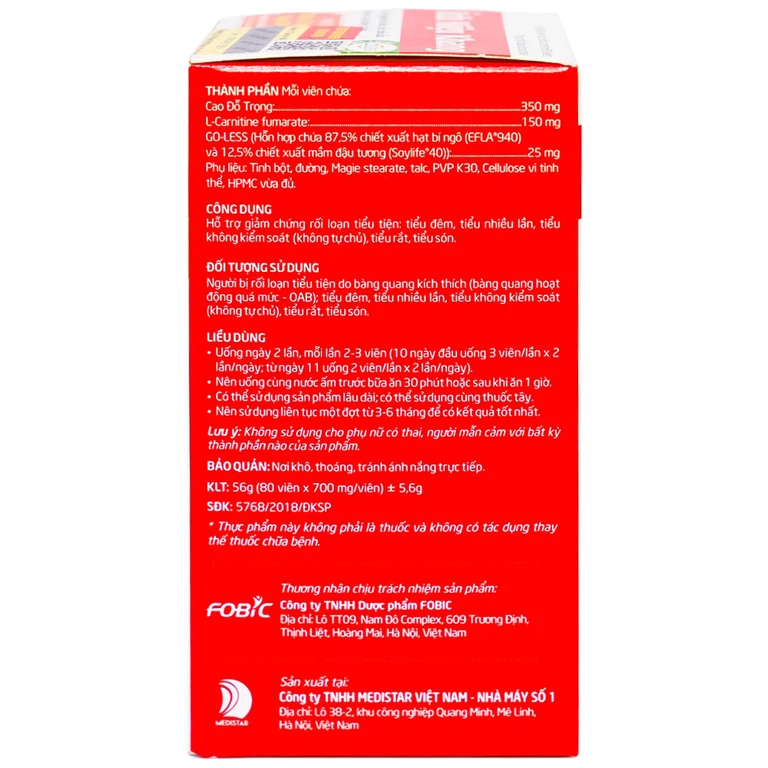 THÀNH PHẦN Mỗi viên chứa:
Cao Đỗ Trọng:............350 mg
L-Carnitine fumarate:............150 mg
GO-LESS (Hỗn hợp chứa 87,5% chiết xuất hạt bí ngô (EFLA®940)
và 12,5% chiết xuất mầm đậu tương (Soylife®40)):............25 mg
Phụ liệu: Tinh bột, đường, Magie stearate, talc, PVP K30, Cellulose vi tinh
thể, HPMC vừa đủ.
CÔNG DỤNG
Hỗ trợ giảm chứng rối loạn tiểu tiện: tiểu đêm, tiểu nhiều lần, tiểu
không kiểm soát (không tự chủ), tiểu rắt, tiểu són.
ĐỐI TƯỢNG SỬ DỤNG
Người bị rối loạn tiểu tiện do bàng quang kích thích (bàng quang hoạt
động quá mức - OAB); tiểu đêm, tiểu nhiều lần, tiểu không kiểm soát
(không tự chủ), tiểu rắt, tiểu són.
LIỀU DÙNG
• Uống ngày 2 lần, mỗi lần 2-3 viên (10 ngày đầu uống 3 viên/lần x 2
lần/ngày; từ ngày 11 uống 2 viên/lần x 2 lần/ngày).
• Nên uống cùng nước ấm trước bữa ăn 30 phút hoặc sau khi ăn 1 giờ.
• Có thể sử dụng sản phẩm lâu dài; có thể sử dụng cùng thuốc tây.
• Nên sử dụng liên tục một đợt từ 3-6 tháng để có kết quả tốt nhất.
Lưu ý: Không sử dụng cho phụ nữ có thai, người mẫn cảm với bất kỳ
thành phần nào của sản phẩm.
BẢO QUẢN: Nơi khô, thoáng, tránh ánh nắng trực tiếp.
KLT: 56g (80 viên x 700 mg/viên) ± 5,6g
SĐK: 5768/2018/ĐKSP
* Thực phẩm này không phải là thuốc và không có tác dụng thay
thế thuốc chữa bệnh.
Thương nhân chịu trách nhiệm sản phẩm:
FOBIC
Công ty TNHH Dược phẩm FOBIC
Địa chỉ: Lô TT09, Nam Đô Complex, 609 Trương Định,
Thịnh Liệt, Hoàng Mai, Hà Nội, Việt Nam
Sản xuất tại:
Công ty TNHH MEDISTAR VIỆT NAM - NHÀ MÁY SỐ 1
Địa chỉ: Lô 38-2, khu công nghiệp Quang Minh, Mê Linh,
Hà Nội, Việt Nam
MEDISTAR